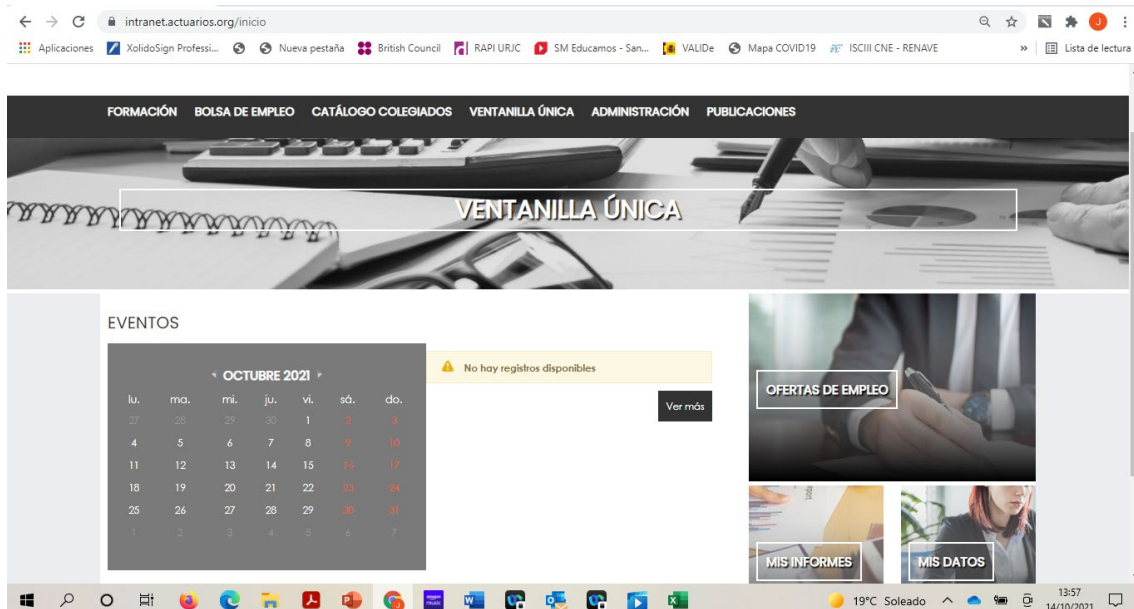 intranet.actuarios.org/inicio
J
Aplicaciones XolidoSign Professi... Nueva pestaña British Council RAPI URJC SM Educamos - San... VALIDe Mapa COVID19 ISCIII CNE - RENAVE » Lista de lectura
FORMACIÓN BOLSA DE EMPLEO CATÁLOGO COLEGIADOS VENTANILLA ÚNICA ADMINISTRACIÓN PUBLICACIONES
VENTANILLA ÚNICA
EVENTOS
OCTUBRE 2021
lu. ma. mi. ju. vi. sá. do.
27 28 29 30 1 2 3
4 5 6 7 8 9 10
11 12 13 14 15 16 17
18 19 20 21 22 23 24
25 26 27 28 29 30 31
1 2 3 4 5 6 7
No hay registros disponibles
Ver más
OFERTAS DE EMPLEO
MIS INFORMES
MIS DATOS
19°C Soleado
13:57
14/10/2021